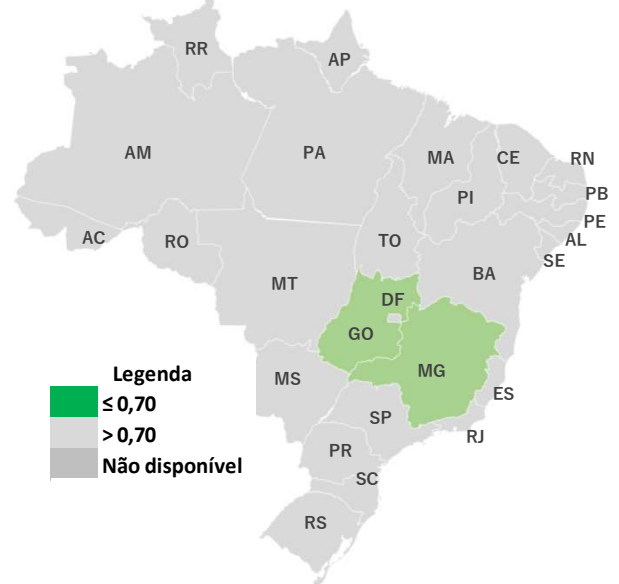 RR
AP
AM
PA
MA
CE
RN
PI
PB
PE
AC
RO
TO
AL
SE
BA
MT
DF
GO
MG
Legenda
MS
≤ 0,70
ES
SP
> 0,70
RJ
PR
Não disponível
SC
RS